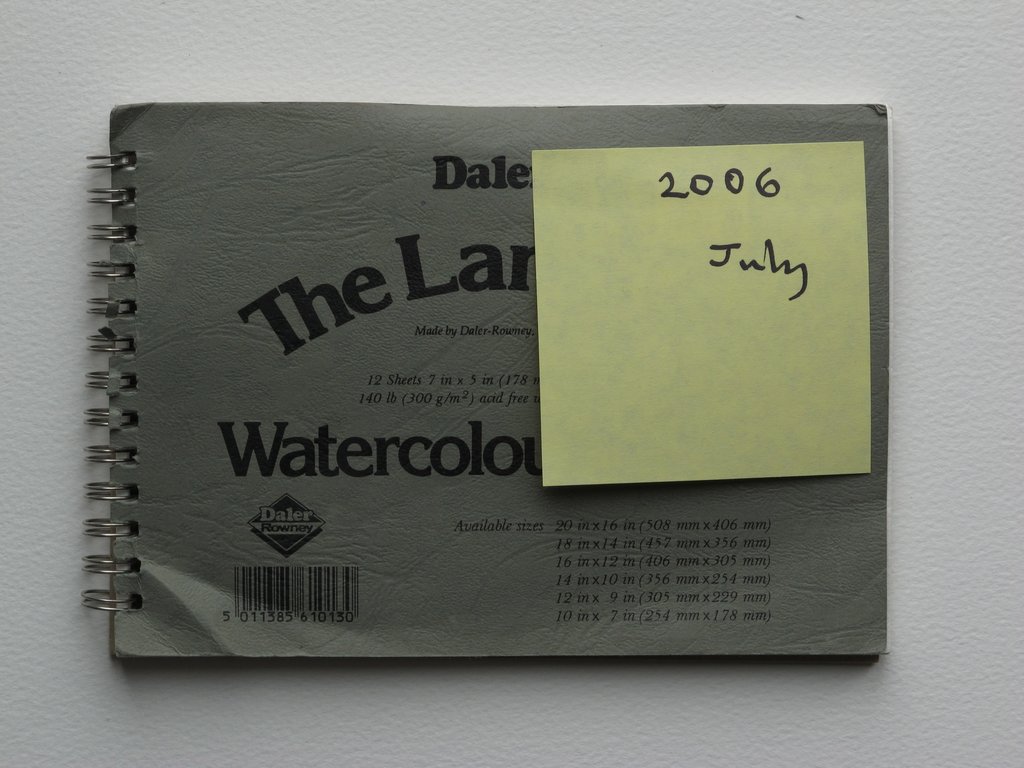 Daler
2006
July
The Lan
Made by Daler-Rowney,
12 Sheets 7 in x 5 in (178 m
140 lb (300 g/m²) acid free
Watercolou
Daler
Rowney
Available sizes 20 in x 16 in (508 mm x 406 mm)
18 in x 14 in (457 mm x 356 mm)
16 in x 12 in (406 mm x 305 mm)
14 in x 10 in (356 mm x 254 mm)
12 in x 9 in (305 mm x 229 mm)
10 in x 7 in (254 mm x 178 mm)
5 011385 610130